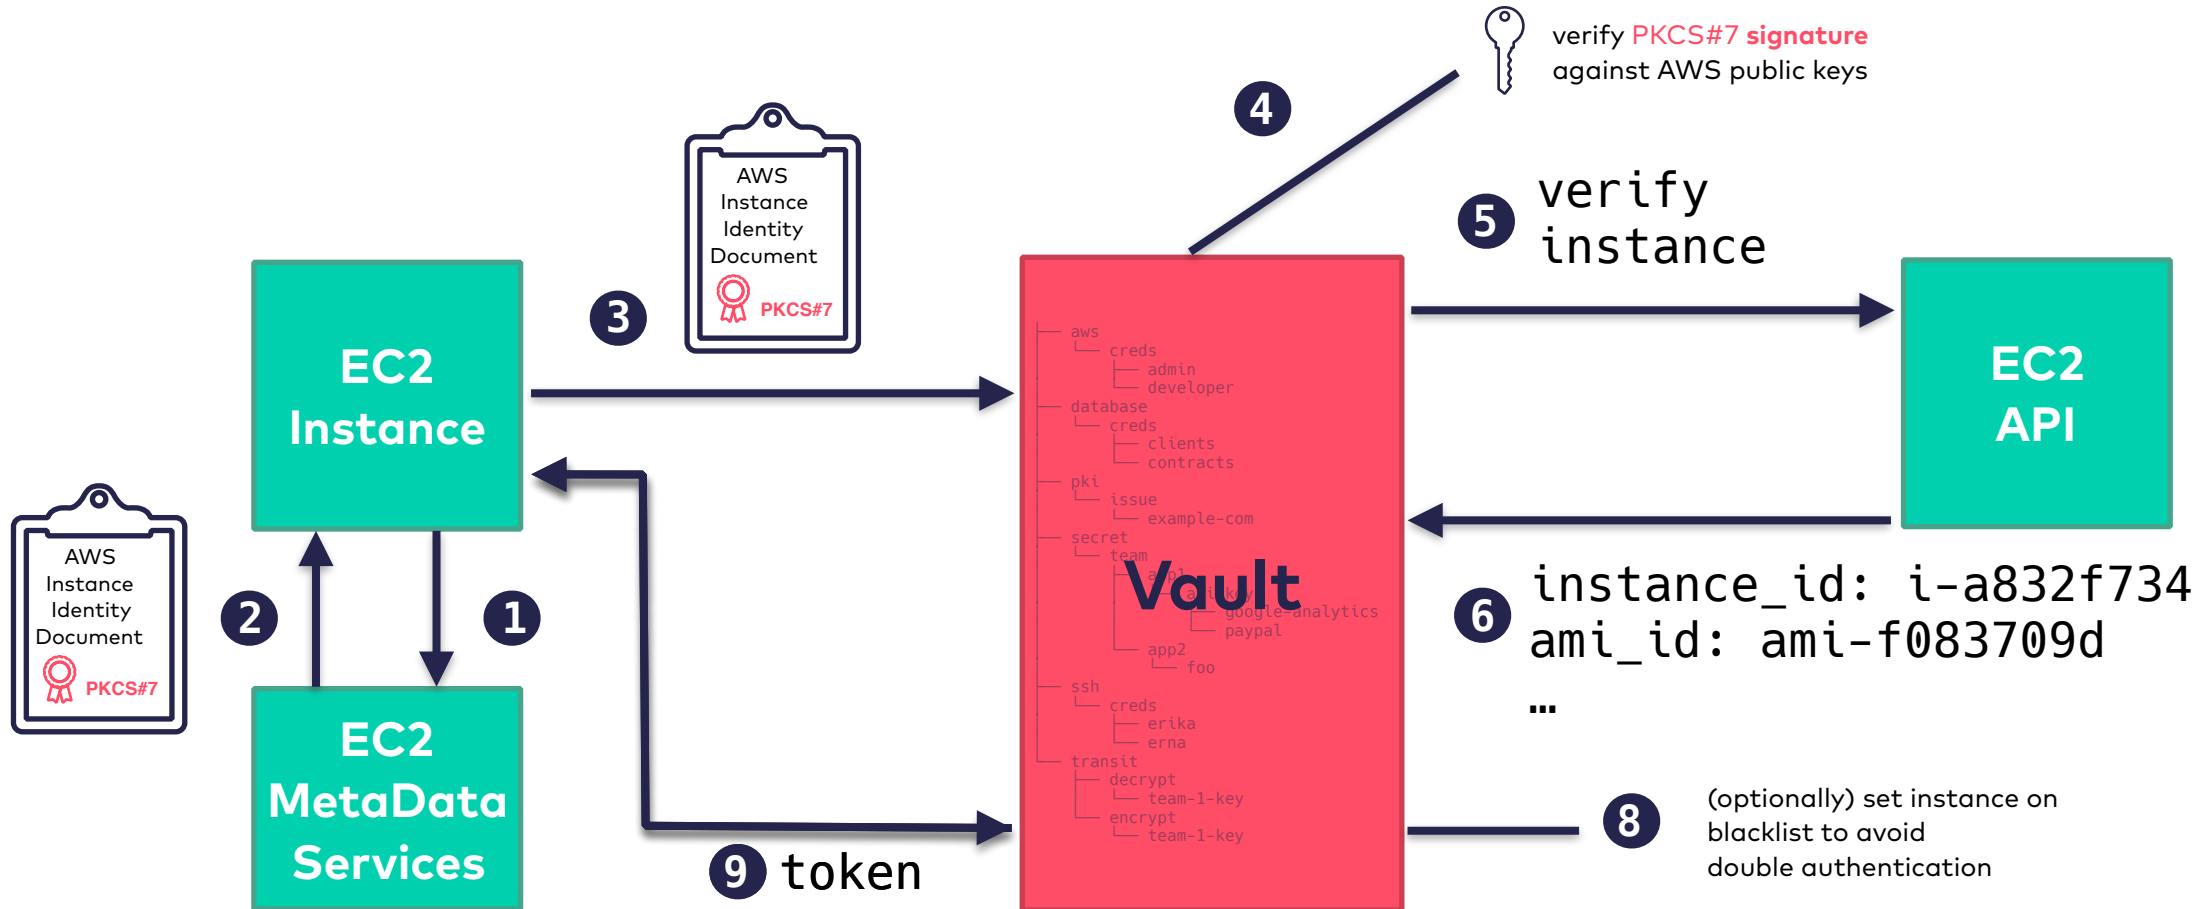 verify PKCS#7 signature
against AWS public keys
4
AWS
Instance
Identity
Document
PKCS#7
5
verify
instance
3
EC2
Instance
EC2
API
aws
creds
admin
developer
database
creds
clients
contracts
pki
issue
example-com
secret
team
app1
api-key
google-analytics
paypal
app2
foo
ssh
creds
erika
erna
transit
decrypt
team-1-key
encrypt
team-1-key
Vault
AWS
Instance
Identity
Document
PKCS#7
2
1
6
instance_id: i-a832f734
ami_id: ami-f083709d
…
EC2
MetaData
Services
8
(optionally) set instance on
blacklist to avoid
double authentication
9 token